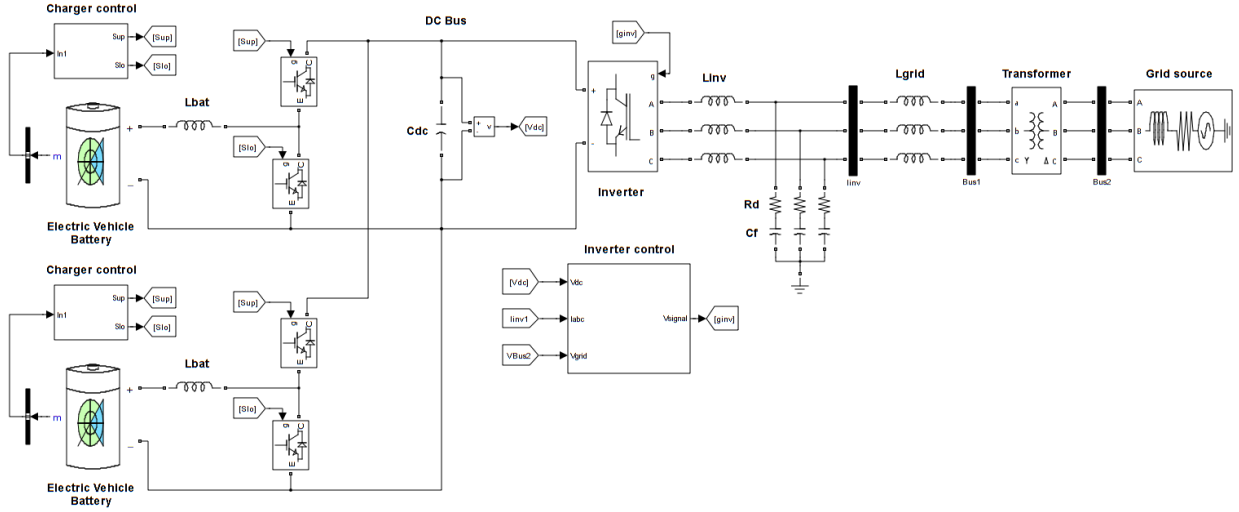 Charger control
DC Bus
Sup
[Sup]
[Sup]
[ginv]
In1
Slo
[Slo]
g
C
E
Linv
Lgrid
Transformer
Grid source
Lbat
+
m
−
[Slo]
g
C
E
Cdc
+
-
v
[Vdc]
+
-
g
A
B
C
Inverter
Iinv
Bus1
a
b
c
A
B
C
Y
Δ
Bus2
A
B
C
Rd
Cf
Electric Vehicle
Battery
Charger control
Inverter control
Sup
[Sup]
[Sup]
In1
Slo
[Slo]
g
C
E
[Vdc]
Vdc
Iinv1
Iabc
VBus2
Vgrid
Vsignal
[ginv]
Lbat
+
m
−
[Slo]
g
C
E
Electric Vehicle
Battery